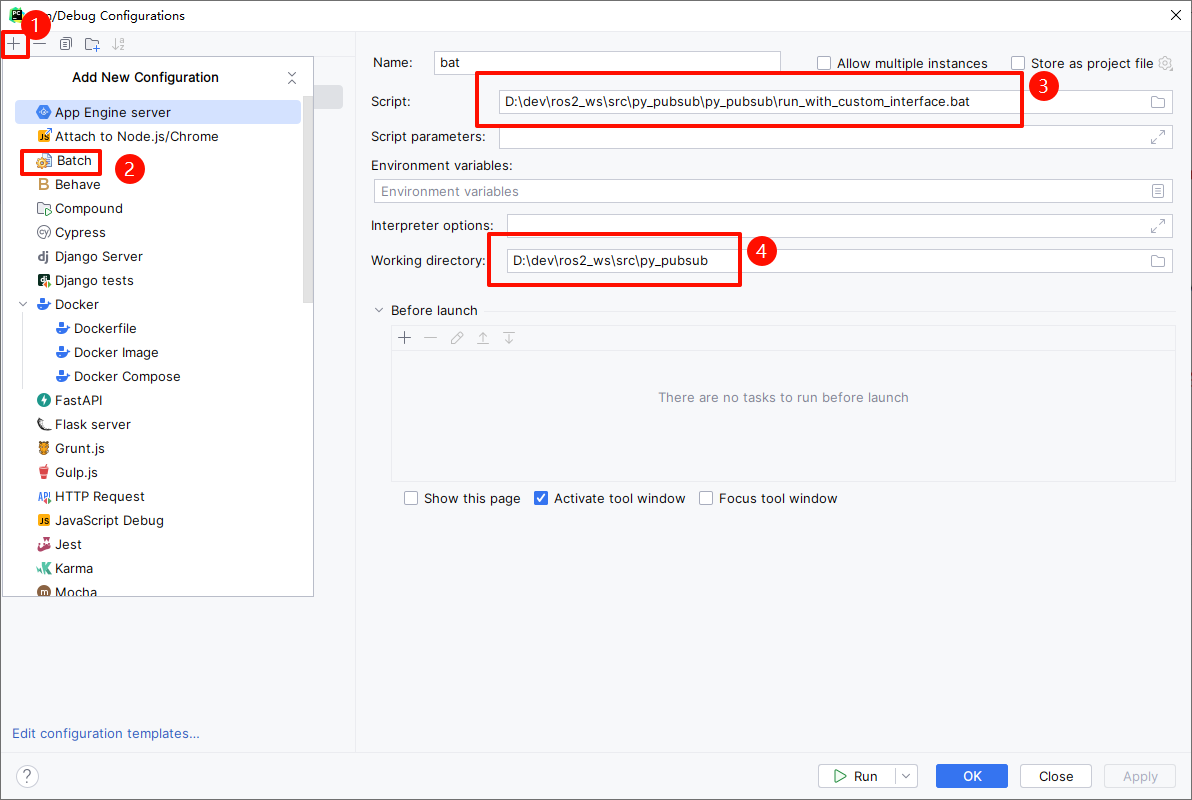 n/Debug Configurations
1
Add New Configuration
App Engine server
Attach to Node.js/Chrome
Batch
2
Behave
Compound
Cypress
Django Server
Django tests
Docker
Dockerfile
Docker Image
Docker Compose
FastAPI
Flask server
Grunt.js
Gulp.js
HTTP Request
JavaScript Debug
Jest
Karma
Mocha
Edit configuration templates...
Name: bat
Allow multiple instances
Store as project file
Script: D:\dev\ros2_ws\src\py_pubsub\py_pubsub\run_with_custom_interface.bat
3
Script parameters:
Environment variables:
Environment variables
Interpreter options:
Working directory: D:\dev\ros2_ws\src\py_pubsub
4
Before launch
There are no tasks to run before launch
Show this page
Activate tool window
Focus tool window
?
Run
OK
Close
Apply